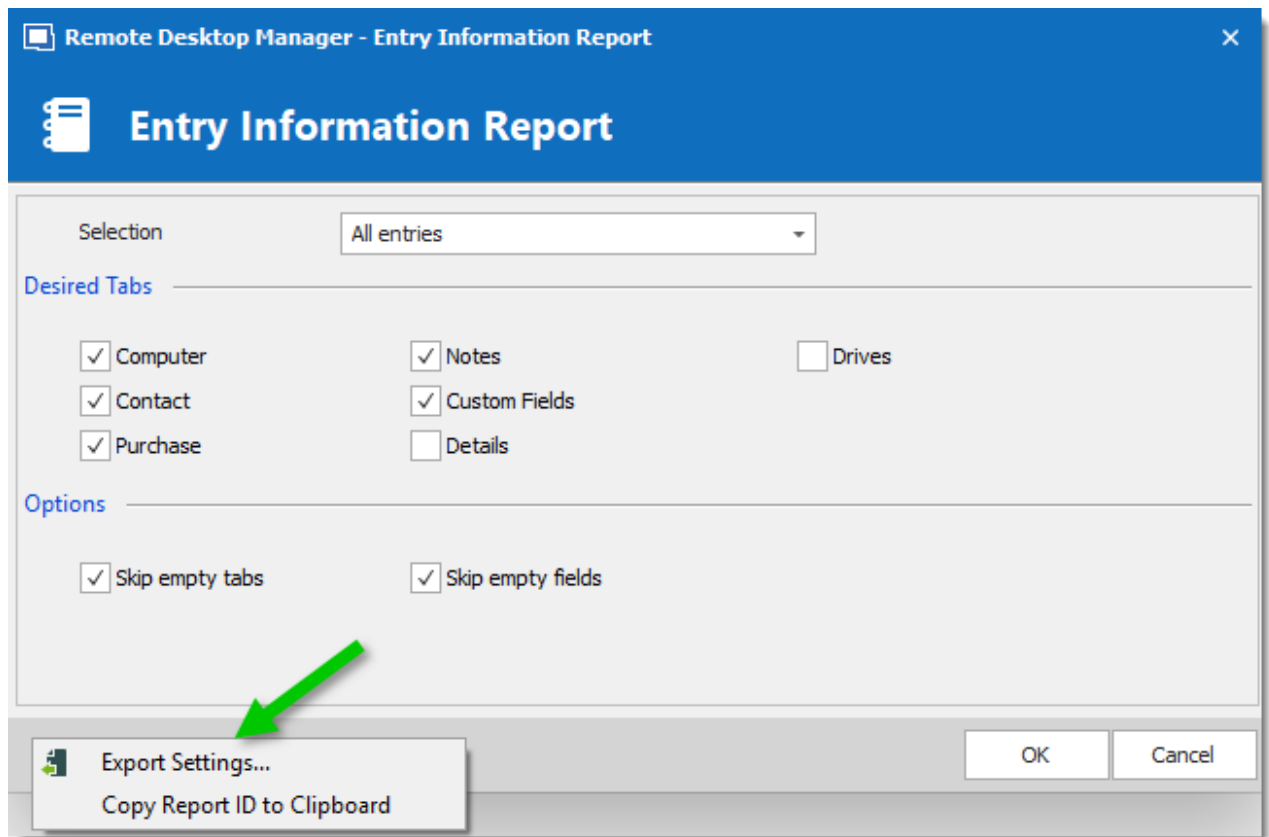 Remote Desktop Manager - Entry Information Report
Entry Information Report
Selection All entries
Desired Tabs
Computer Notes Drives
Contact Custom Fields
Purchase Details
Options
Skip empty tabs Skip empty fields
OK Cancel
Export Settings...
Copy Report ID to Clipboard